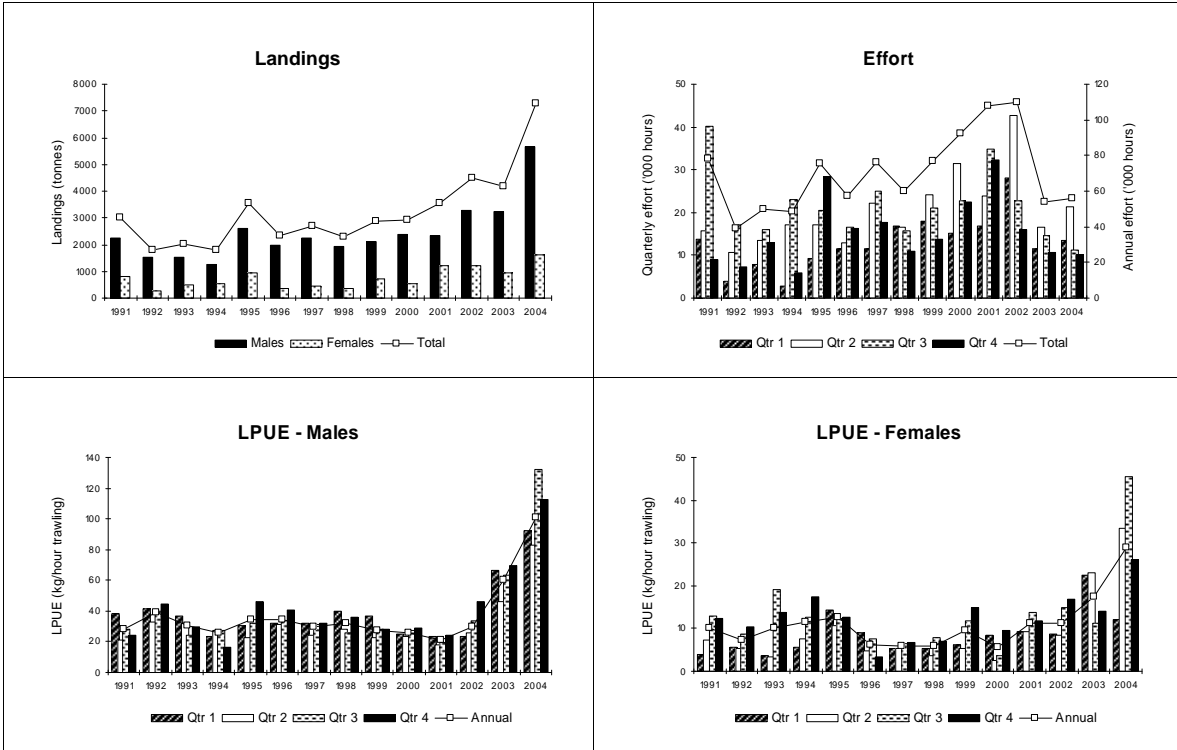 Landings
8000
7000
6000
5000
4000
3000
2000
1000
0
Landings (tonnes)
1991 1992 1993 1994 1995 1996 1997 1998 1999 2000 2001 2002 2003 2004
Males Females Total
Effort
50
40
30
20
10
0
Quarterly effort ('000 hours)
120
100
80
60
40
20
0
Annual effort ('000 hours)
1991 1992 1993 1994 1995 1996 1997 1998 1999 2000 2001 2002 2003 2004
Qtr 1 Qtr 2 Qtr 3 Qtr 4 Total
LPUE - Males
140
120
100
80
60
40
20
0
LPUE (kg/hour trawling)
1991 1992 1993 1994 1995 1996 1997 1998 1999 2000 2001 2002 2003 2004
Qtr 1 Qtr 2 Qtr 3 Qtr 4 Annual
LPUE - Females
50
40
30
20
10
0
LPUE (kg/hour trawling)
1991 1992 1993 1994 1995 1996 1997 1998 1999 2000 2001 2002 2003 2004
Qtr 1 Qtr 2 Qtr 3 Qtr 4 Annual